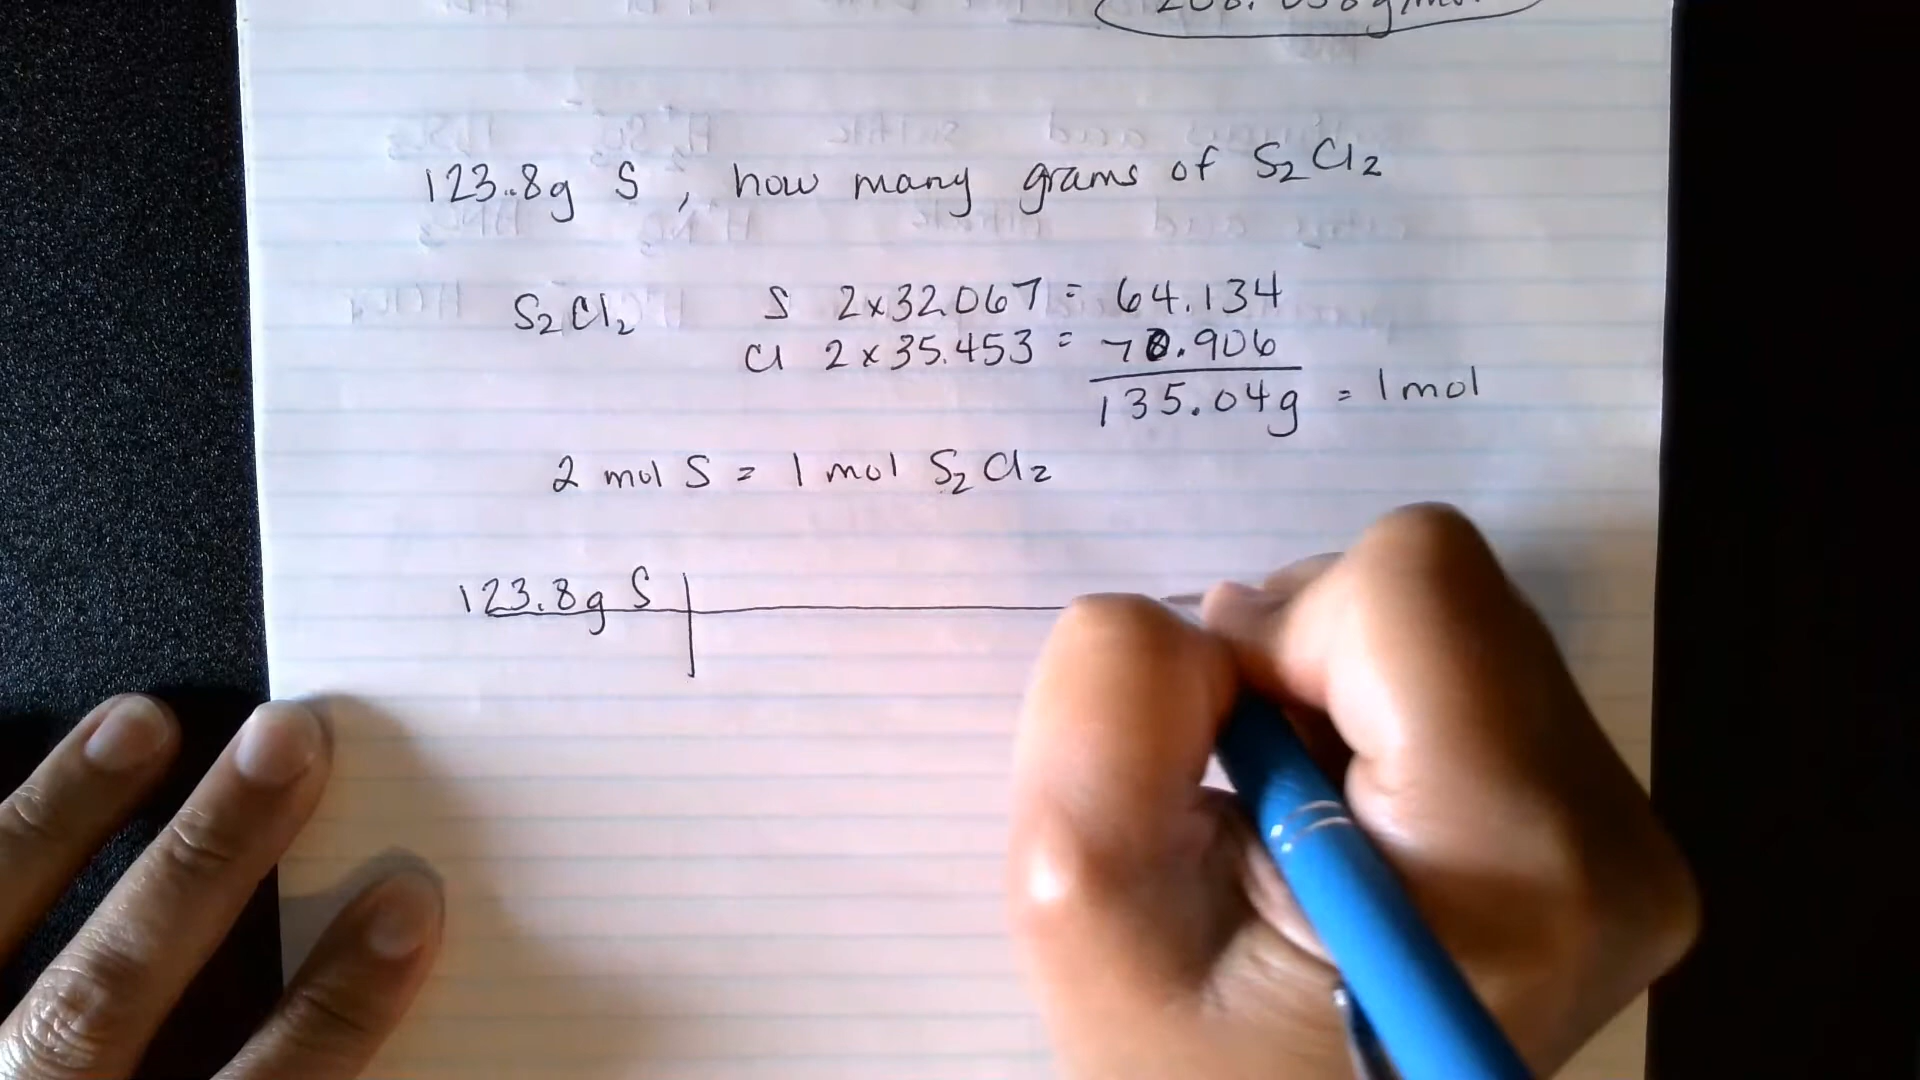 123.8g S, how many grams of S₂Cl₂
S₂Cl₂ S 2x32.067 = 64.134
Cl 2x35.453 = 70.906
135.04g = 1mol
2 mol S = 1 mol S₂Cl₂
123.8g S